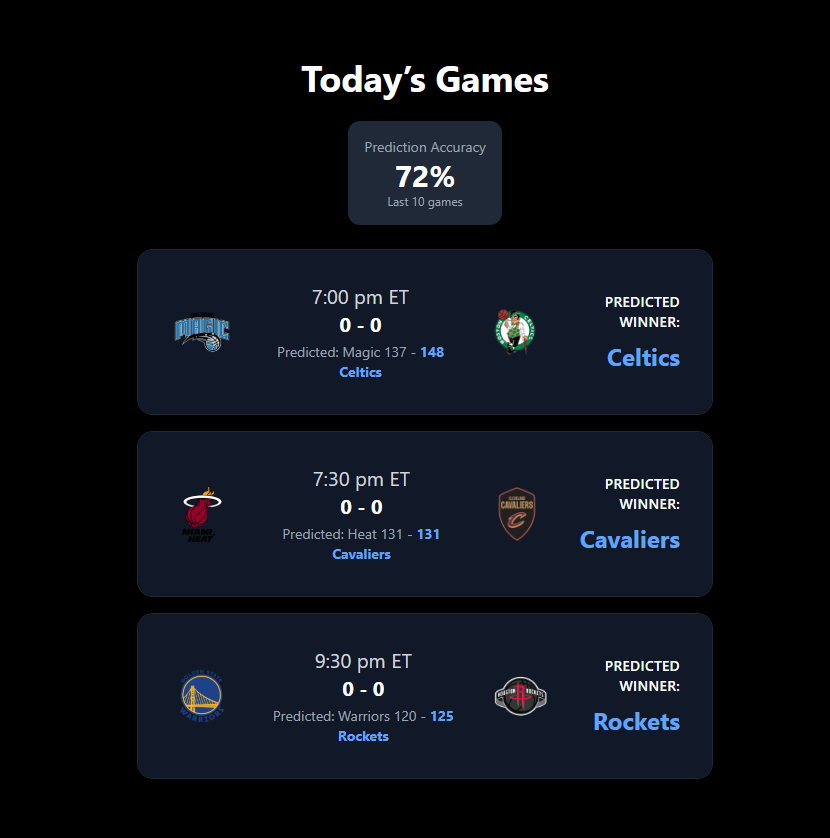 Today’s Games
Prediction Accuracy
72%
Last 10 games
MAGIC
7:00 pm ET
0 - 0
Predicted: Magic 137 - 148
Celtics
PREDICTED
WINNER:
Celtics
MIAMI
HEAT
7:30 pm ET
0 - 0
Predicted: Heat 131 - 131
Cavaliers
CLEVELAND
CAVALIERS
C
PREDICTED
WINNER:
Cavaliers
GOLDEN STATE
WARRIORS
9:30 pm ET
0 - 0
Predicted: Warriors 120 - 125
Rockets
HOUSTON ROCKETS
R
PREDICTED
WINNER:
Rockets